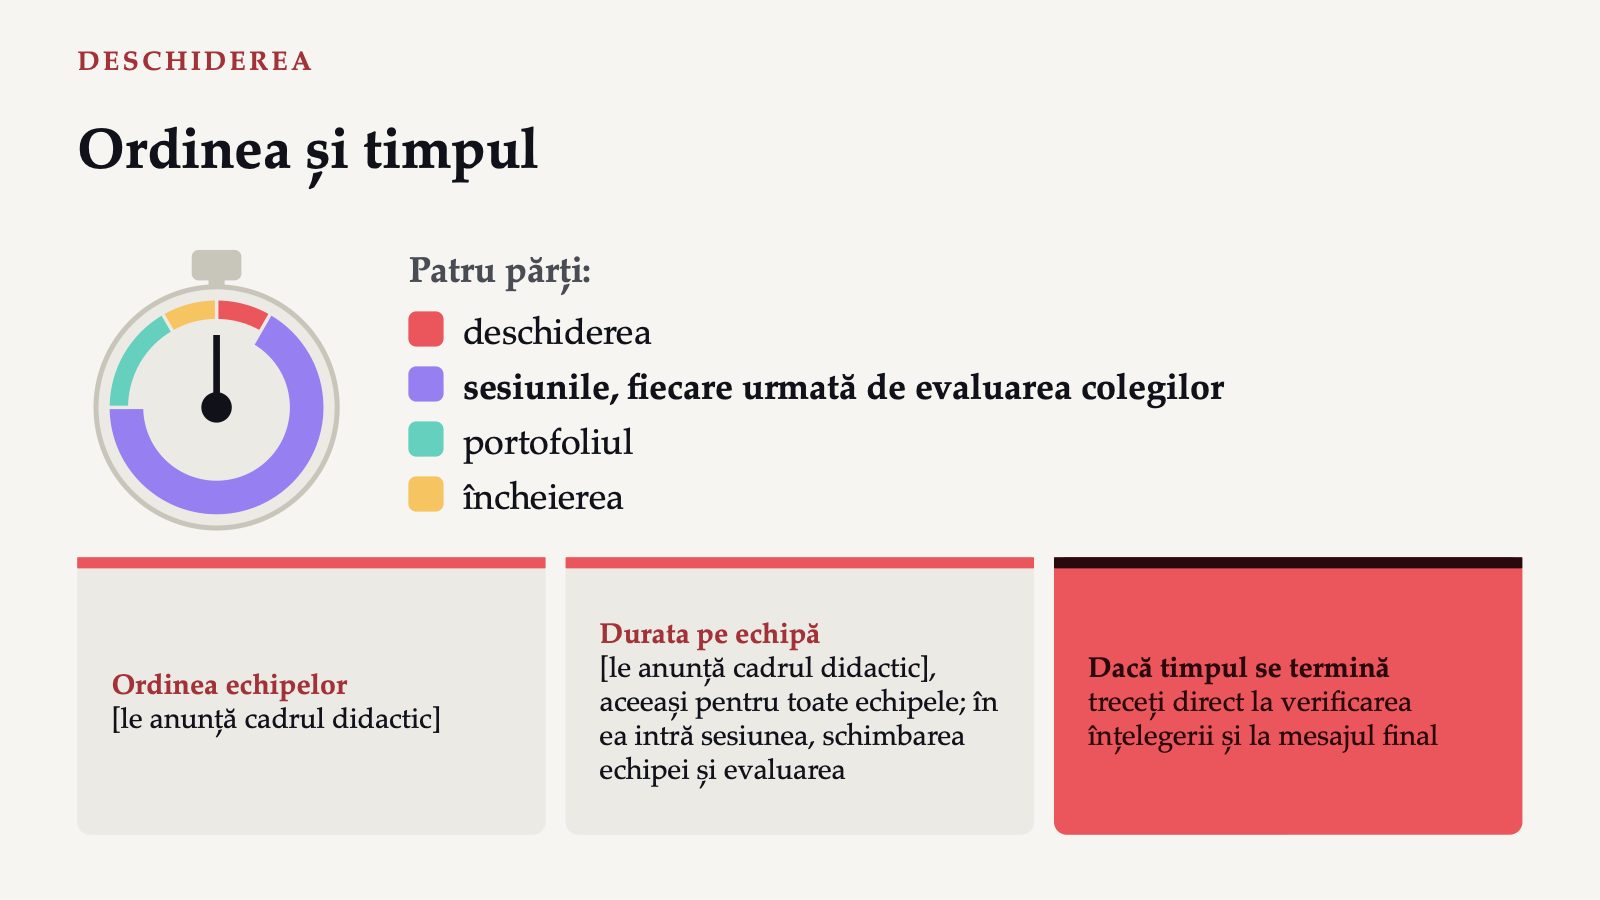 DESCHIDEREA
Ordinea și timpul
Patru părți:
deschiderea
sesiunile, fiecare urmată de evaluarea colegilor
portofoliul
încheierea
Ordinea echipelor
[le anunță cadrul didactic]
Durata pe echipă
[le anunță cadrul didactic],
aceeași pentru toate echipele; în
ea intră sesiunea, schimbarea
echipei și evaluarea
Dacă timpul se termină
treceți direct la verificarea
înțelegerii și la mesajul final